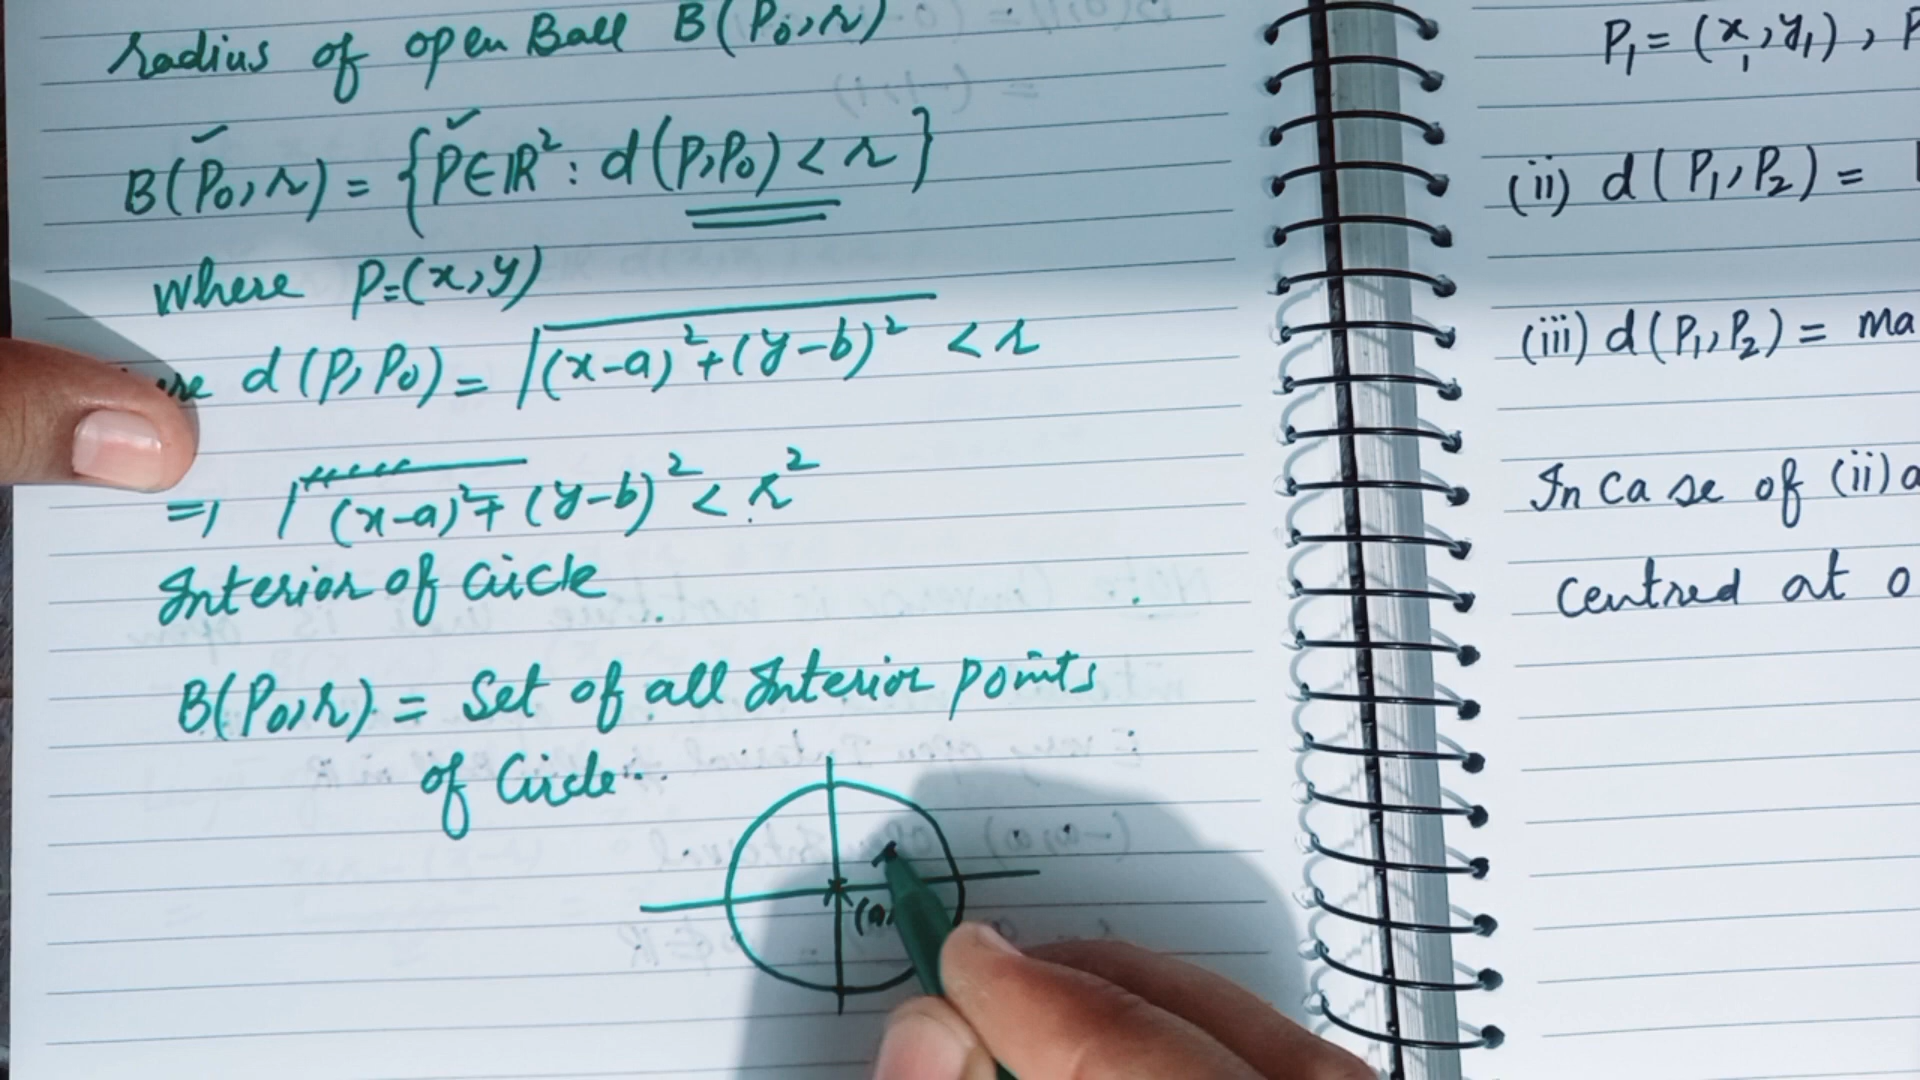 radius of open Ball B(P₀,r)
B(P₀,r) = {P∈ℝ² : d(P,P₀) < r}
where P=(x,y)
d(P,P₀) = √(x-a)²+(y-b)² < r
=> √(x-a)²+(y-b)² < r²
Interior of circle
B(P₀,r) = Set of all Interior points
of Circle.
(a,
P₁ = (x₁,y₁), P
(ii) d(P₁,P₂) =
(iii) d(P₁,P₂) = ma
In Case of (ii) a
Centred at 0